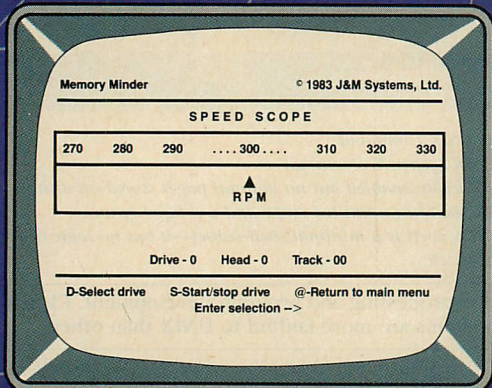 Memory Minder © 1983 J&M Systems, Ltd.
SPEED SCOPE
270 280 290 ....300.... 310 320 330
▲
RPM
Drive - 0 Head - 0 Track - 00
D-Select drive S-Start/stop drive @-Return to main menu
Enter selection -->